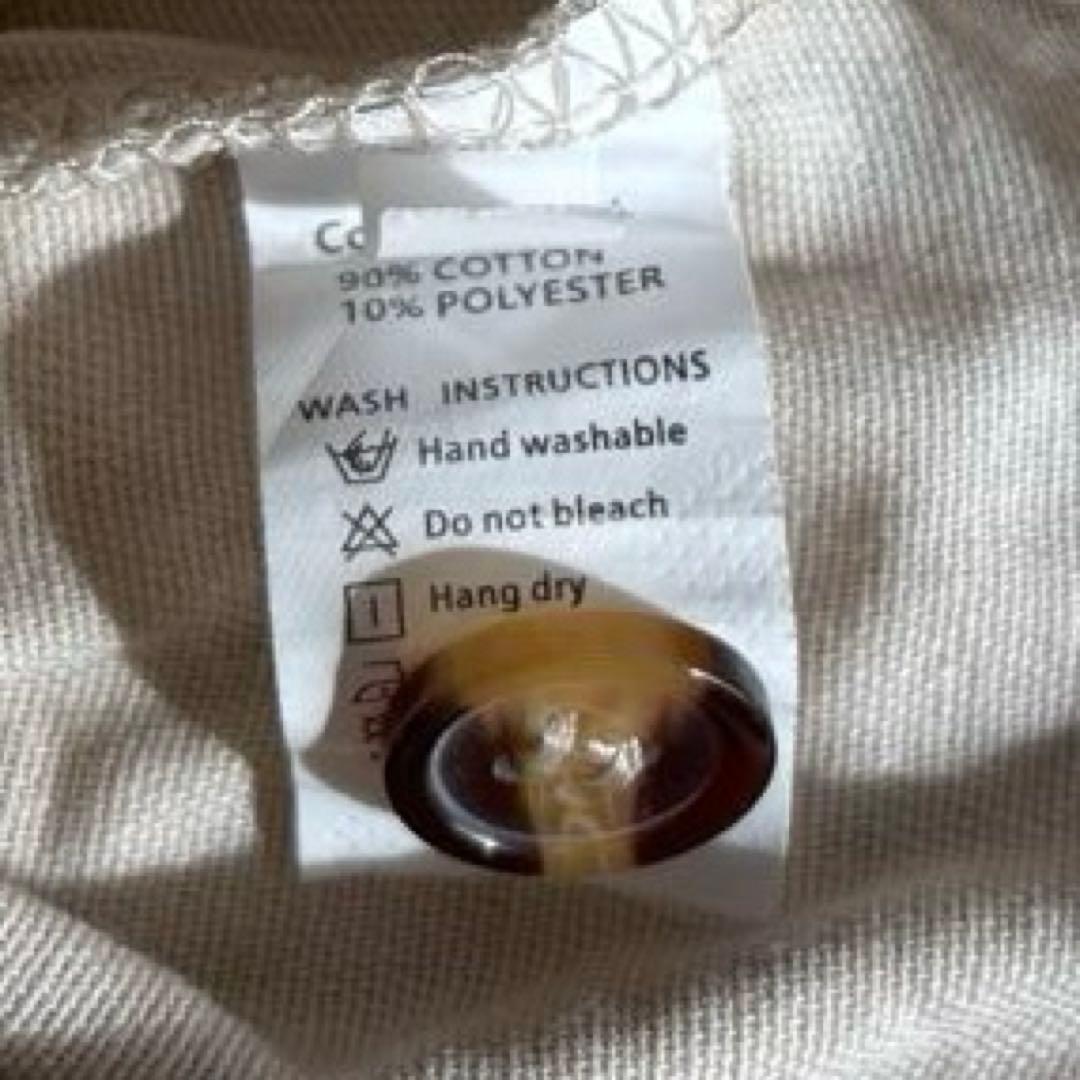 90% COTTON
10% POLYESTER
WASH INSTRUCTIONS
Hand washable
Do not bleach
Hang dry